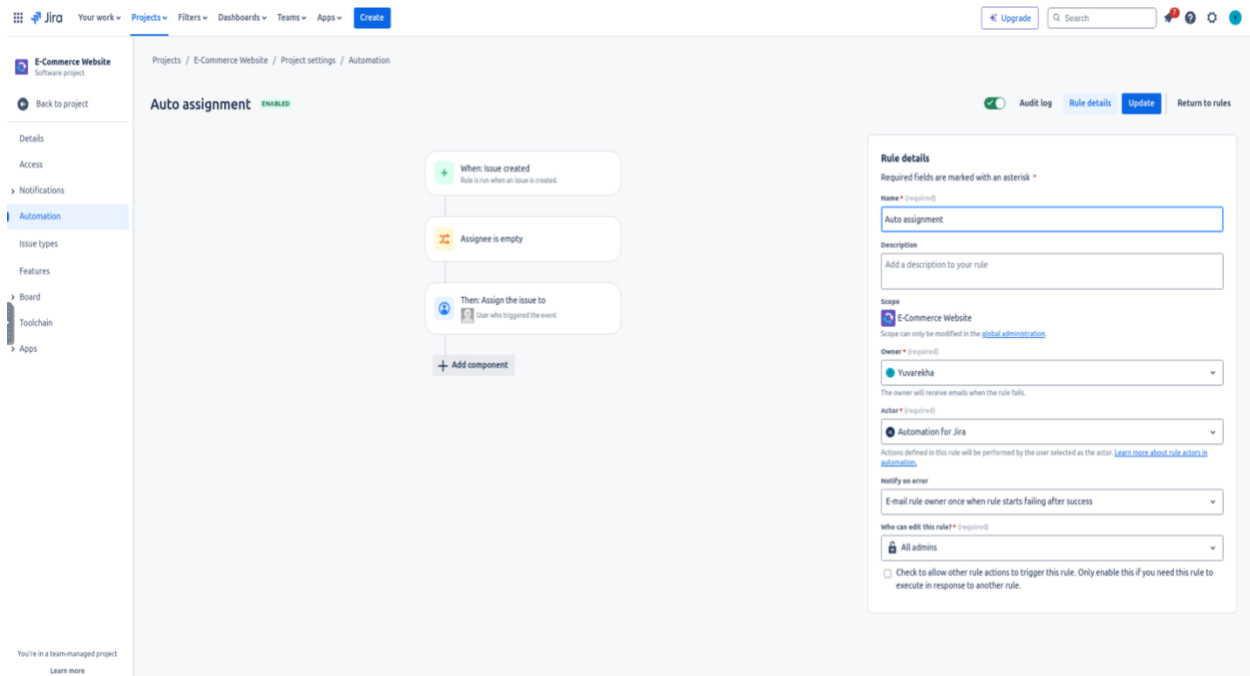 Jira Your work Projects Filters Dashboards Teams Apps Create Upgrade Search 7
E-Commerce Website
Software project
Back to project
Details
Access
Notifications
Automation
Issue types
Features
Board
Toolchain
Apps
You're in a team-managed project
Learn more
Projects / E-Commerce Website / Project settings / Automation
Auto assignment ENABLED
Audit log Rule details Update Return to rules
When: Issue created
Rule is run when an issue is created.
Assignee is empty
Then: Assign the issue to
User who triggered the event
Add component
Rule details
Required fields are marked with an asterisk *
Name * (required)
Auto assignment
Description
Add a description to your rule
Scope
E-Commerce Website
Scope can only be modified in the global administration.
Owner * (required)
Yuvarekha
The owner will receive emails when the rule fails.
Actor * (required)
Automation for Jira
Actions defined in this rule will be performed by the user selected as the actor. Learn more about rule actors in
automation.
Notify on error
E-mail rule owner once when rule starts failing after success
Who can edit this rule? * (required)
All admins
Check to allow other rule actions to trigger this rule. Only enable this if you need this rule to
execute in response to another rule.